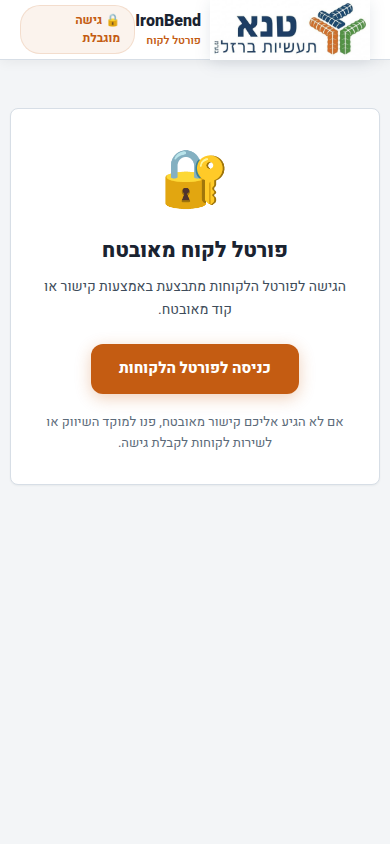 טנא
תעשיות ברזל
IronBend
פורטל לקוח
🔒 גישה
מוגבלת
פורטל לקוח מאובטח
הגישה לפורטל הלקוחות מתבצעת באמצעות קישור או
קוד מאובטח.
כניסה לפורטל הלקוחות
אם לא הגיע אליכם קישור מאובטח, פנו למוקד השיווק או
לשירות לקוחות לקבלת גישה.